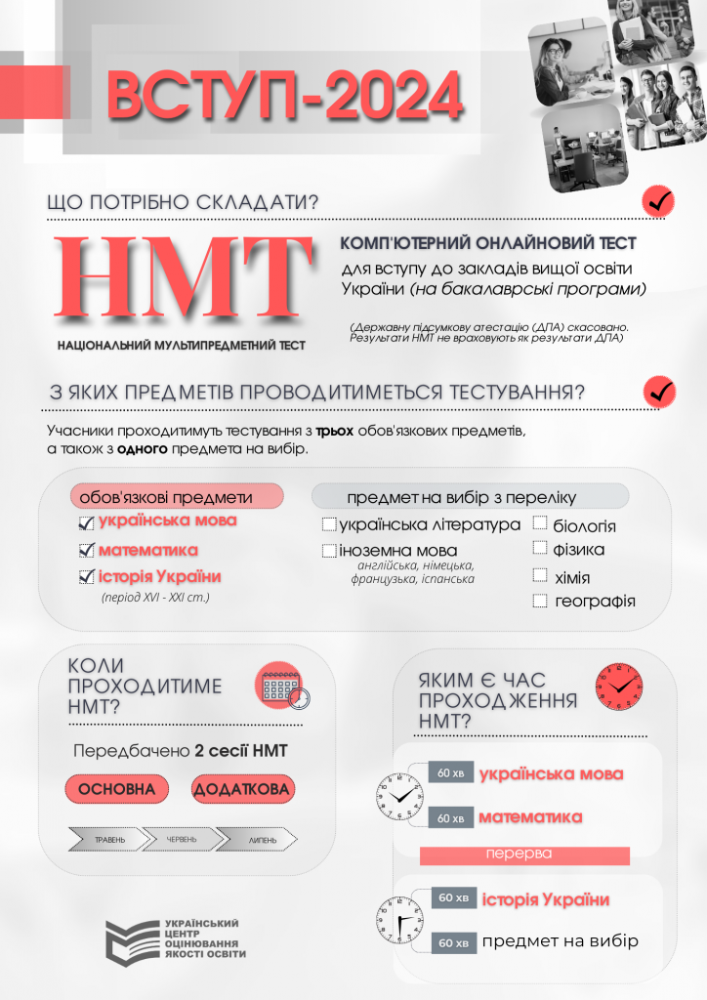 ВСТУП-2024
ЩО ПОТРІБНО СКЛАДАТИ?
НМТ
НАЦІОНАЛЬНИЙ МУЛЬТИПРЕДМЕТНИЙ ТЕСТ
КОМП'ЮТЕРНИЙ ОНЛАЙНОВИЙ ТЕСТ
для вступу до закладів вищої освіти
України (на бакалаврські програми)
(Державну підсумкову атестацію (ДПА) скасовано.
Результати НМТ не враховують як результати ДПА)
З ЯКИХ ПРЕДМЕТІВ ПРОВОДИТИМЕТЬСЯ ТЕСТУВАННЯ?
Учасники проходитимуть тестування з трьох обов'язкових предметів,
а також з одного предмета на вибір.
обов'язкові предмети
українська мова
математика
історія України
(період XVI - XXI ст.)
предмет на вибір з переліку
українська література
іноземна мова
англійська, німецька,
французька, іспанська
біологія
фізика
хімія
географія
КОЛИ
ПРОХОДИТИМЕ
НМТ?
Передбачено 2 сесії НМТ
ОСНОВНА
ДОДАТКОВА
ТРАВЕНЬ
ЧЕРВЕНЬ
ЛИПЕНЬ
ЯКИМ Є ЧАС
ПРОХОДЖЕННЯ
НМТ?
60 хв українська мова
60 хв математика
перерва
60 хв історія України
60 хв предмет на вибір
УКРАЇНСЬКИЙ
ЦЕНТР
ОЦІНЮВАННЯ
ЯКОСТІ ОСВІТИ